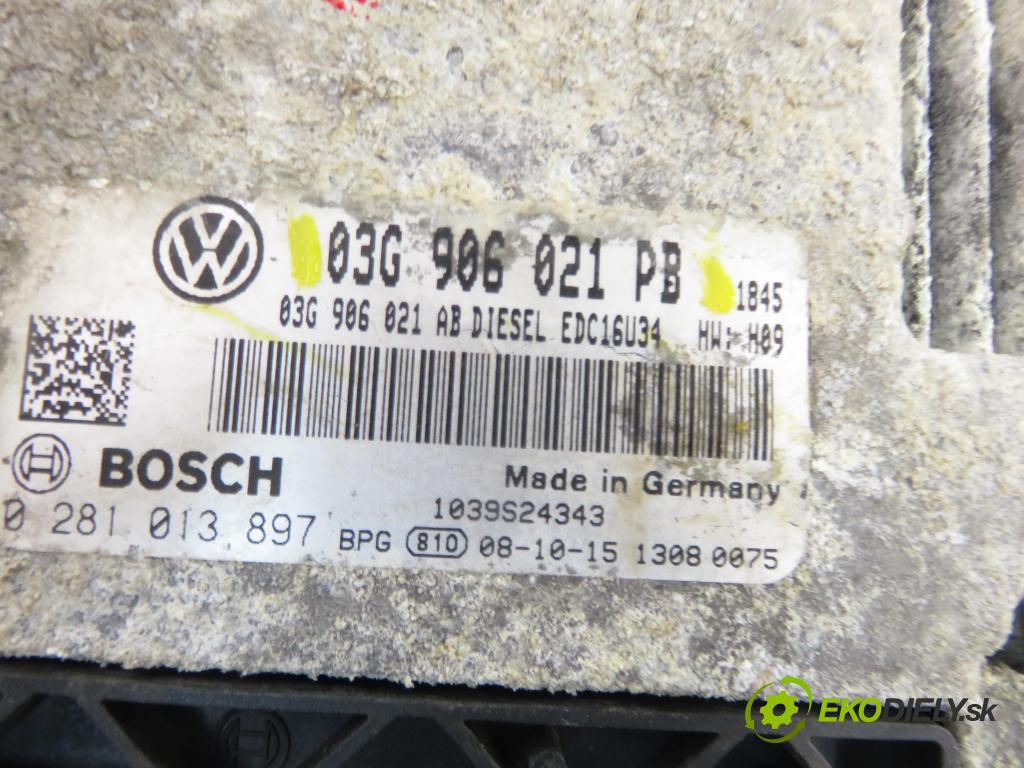 03G 906 021 PB 1845
03G 906 021 AB DIESEL EDC16U34 HW: H09
BOSCH Made in Germany
1039S24343
0 281 013 897 BPG 810 08-10-15 1308 0075
EKODIELY.sk